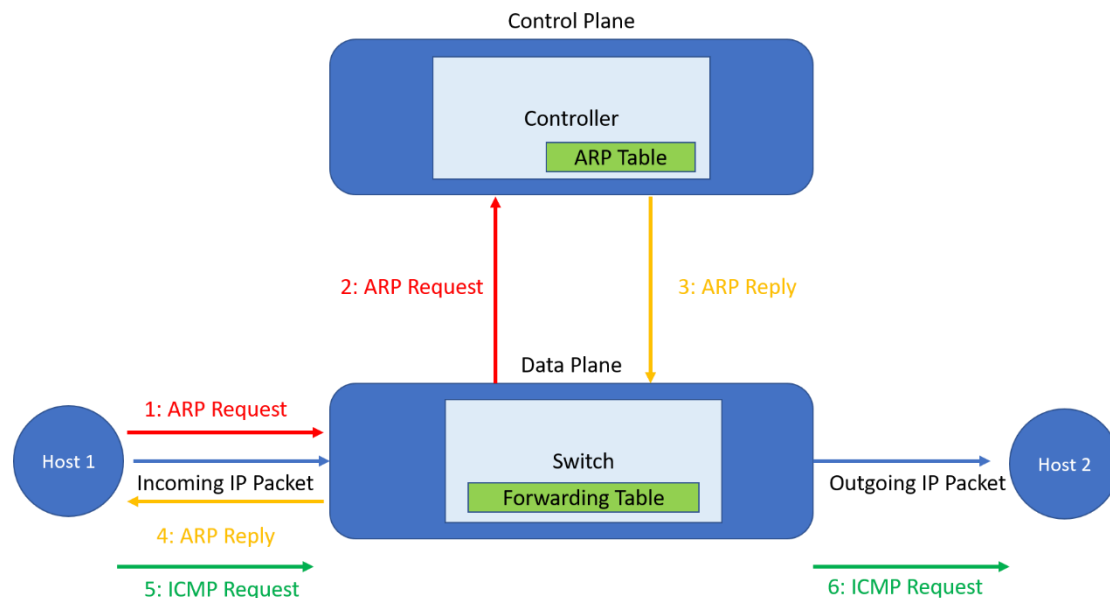 Control Plane
Controller
ARP Table
2: ARP Request
3: ARP Reply
Data Plane
1: ARP Request
Host 1
Incoming IP Packet
Switch
Forwarding Table
Outgoing IP Packet
Host 2
4: ARP Reply
5: ICMP Request
6: ICMP Request